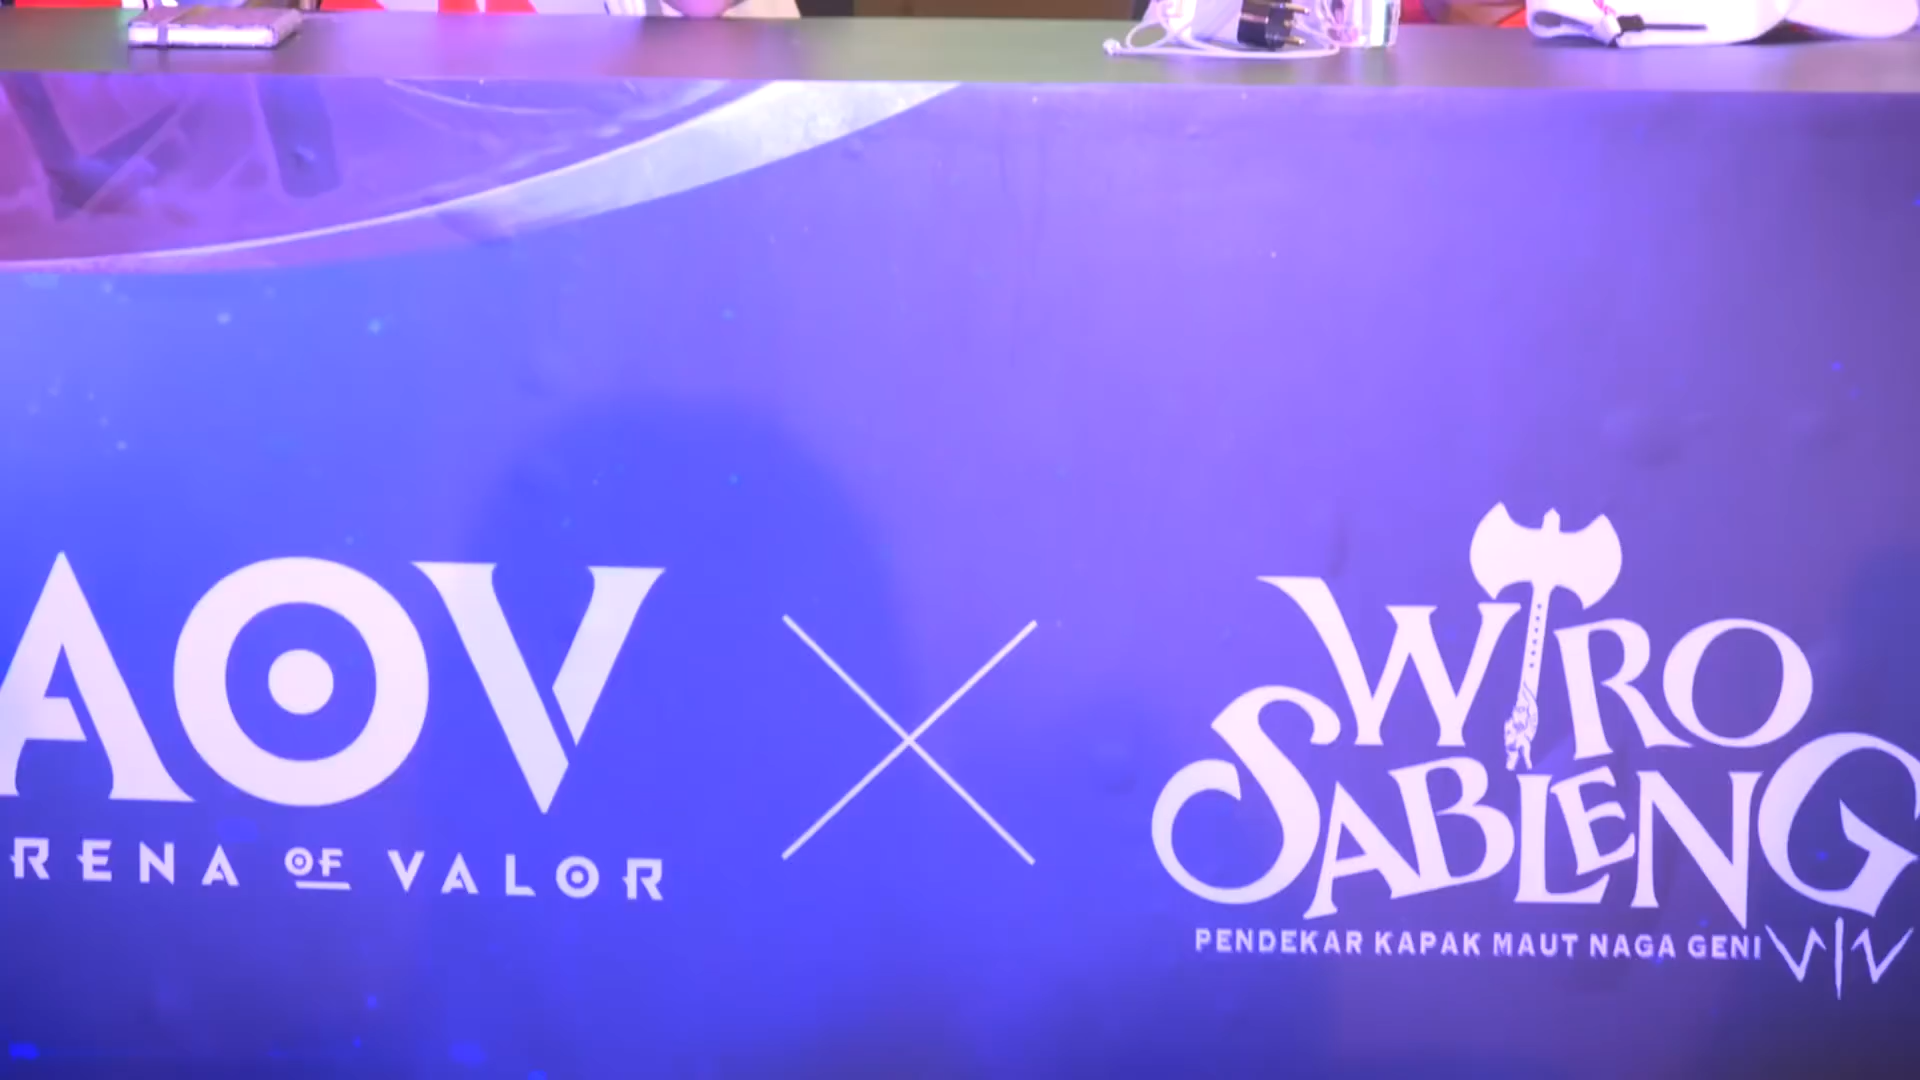 AOV
RENA OF VALOR
WIRO
SABLENG
PENDEKAR KAPAK MAUT NAGA GENI